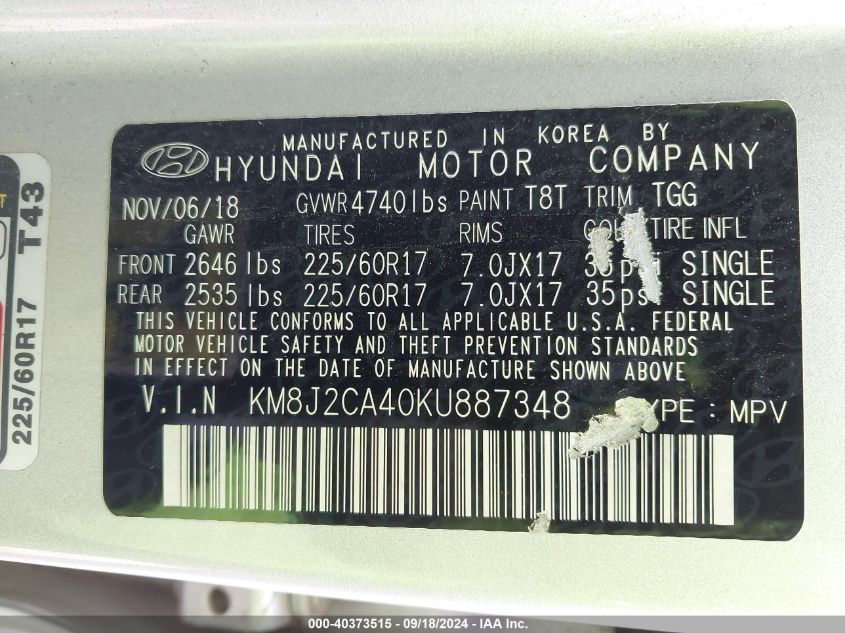 MANUFACTURED IN KOREA BY
HYUNDAI MOTOR COMPANY
NOV/06/18 GVWR 4740lbs PAINT T8T TRIM TGG
GAWR TIRES RIMS TIRE INFL
FRONT 2646 lbs 225/60R17 7.0JX17 SINGLE
REAR 2535 lbs 225/60R17 7.0JX17 35psi SINGLE
THIS VEHICLE CONFORMS TO ALL APPLICABLE U.S.A. FEDERAL
MOTOR VEHICLE SAFETY AND THEFT PREVENTION STANDARDS
IN EFFECT ON THE DATE OF MANUFACTURE SHOWN ABOVE
V.I.N KM8J2CA40KU887348 YPE : MPV
225/60R17 T43
000-40373515 - 09/18/2024 - IAA Inc.